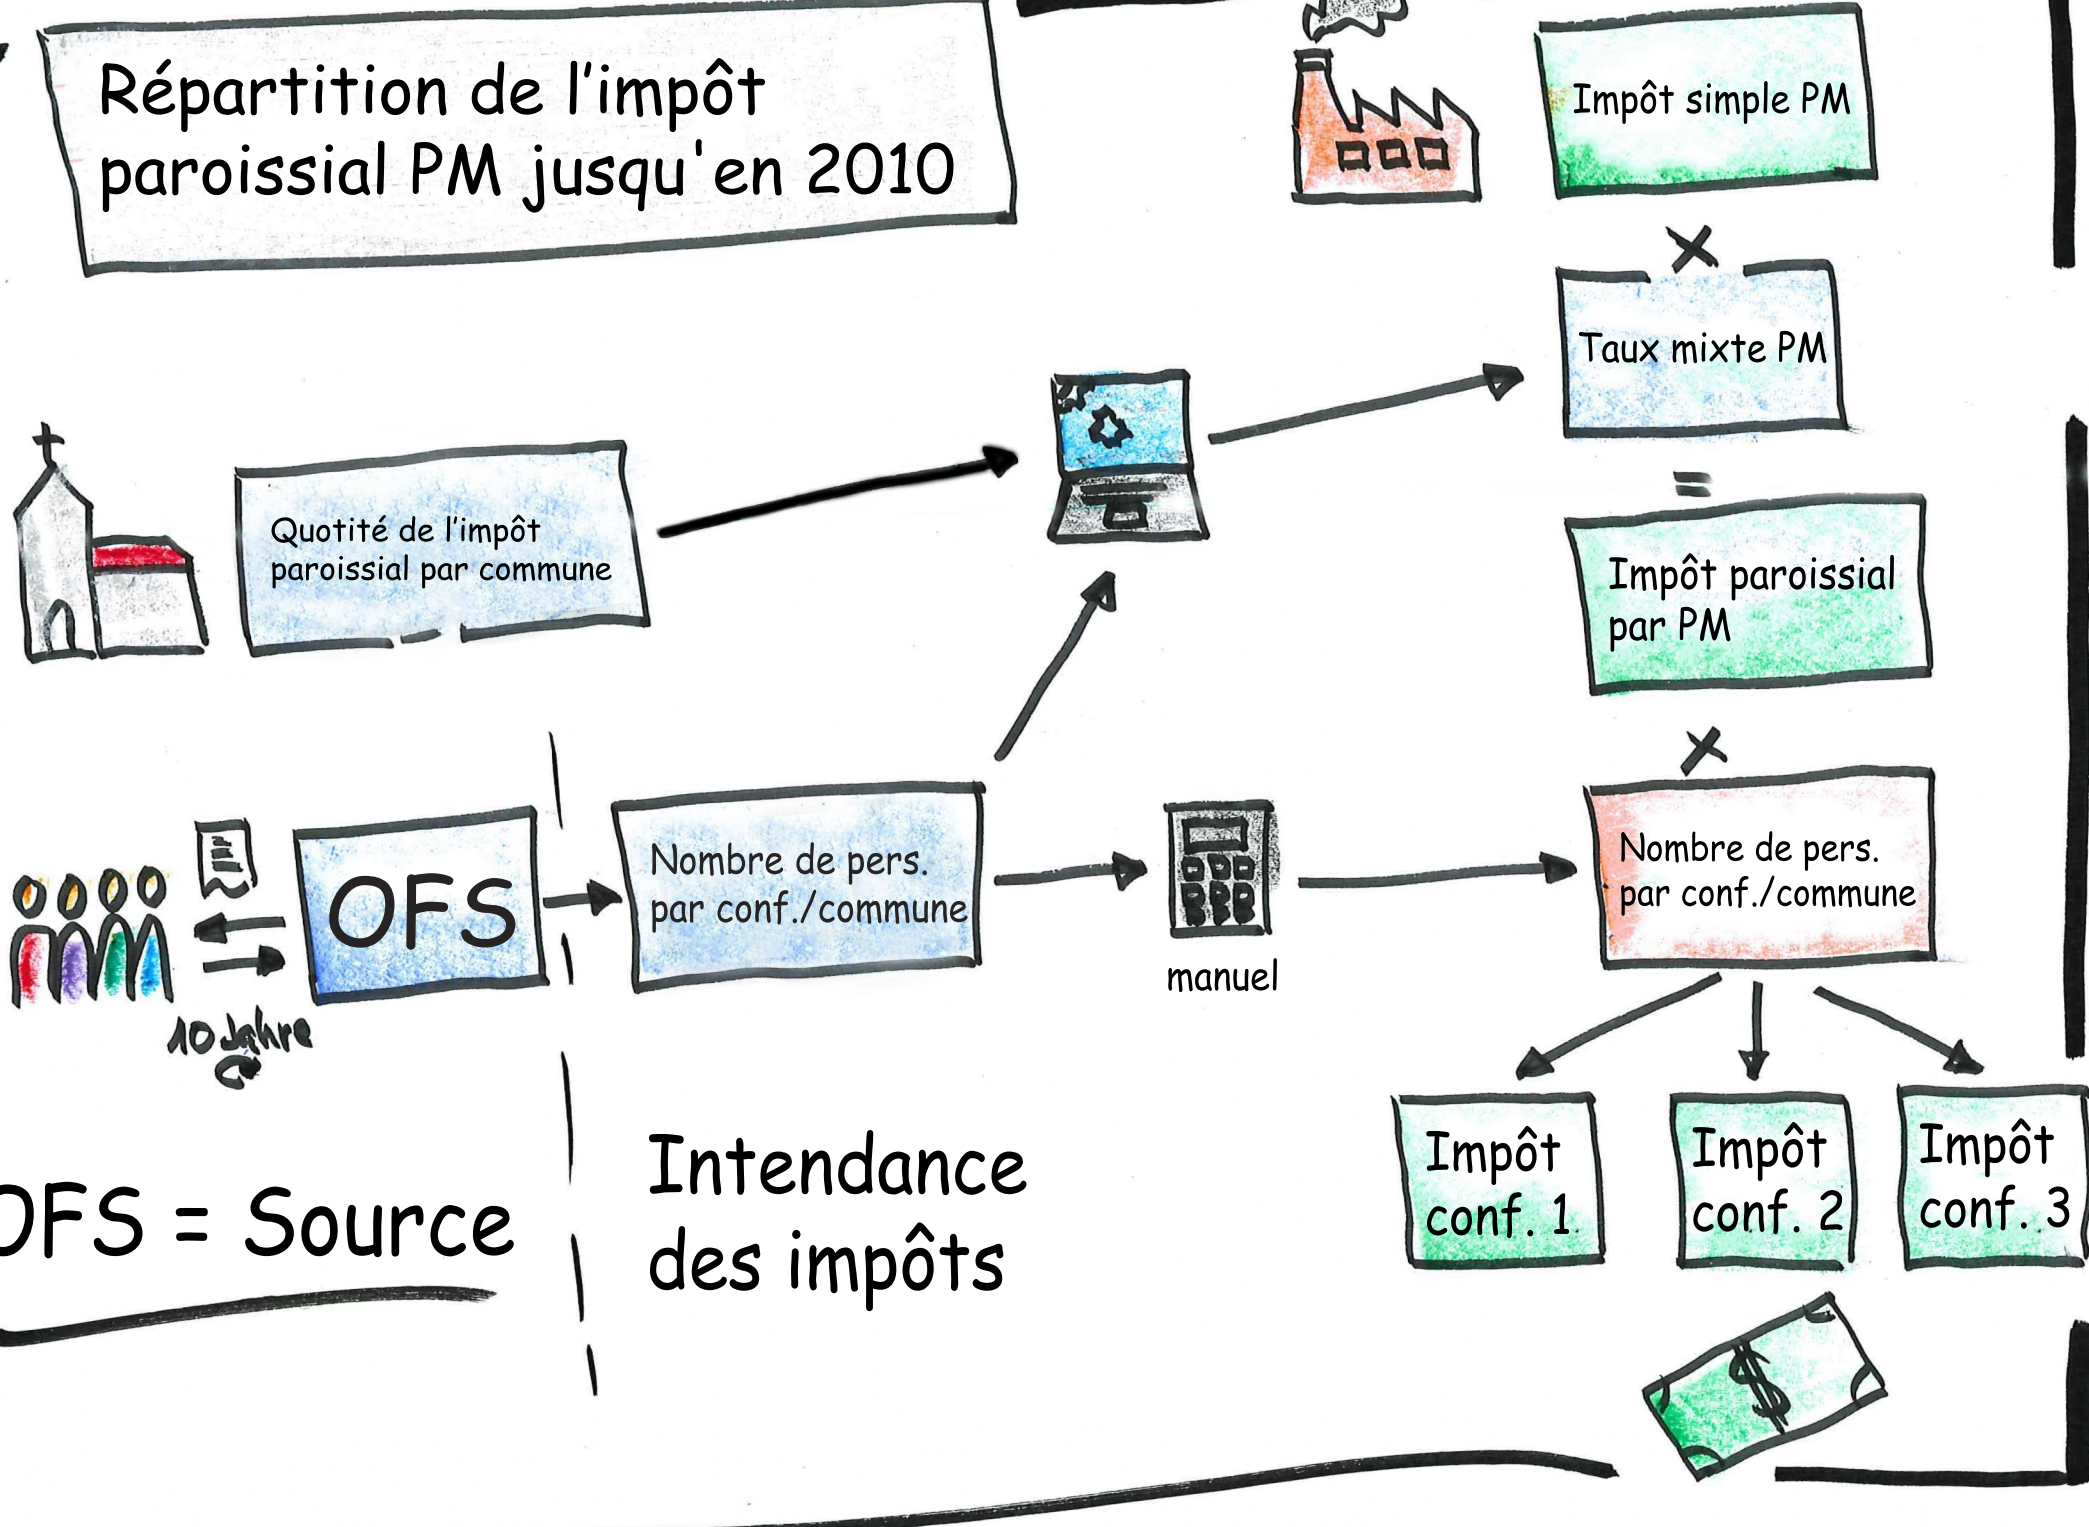 Répartition de l'impôt
paroissial PM jusqu'en 2010
Impôt simple PM
×
Taux mixte PM
=
Quotité de l'impôt
paroissial par commune
Impôt paroissial
par PM
×
OFS
Nombre de pers.
par conf./commune
manuel
Nombre de pers.
par conf./commune
10 Jahre
OFS = Source
Intendance
des impôts
Impôt
conf. 1
Impôt
conf. 2
Impôt
conf. 3
$